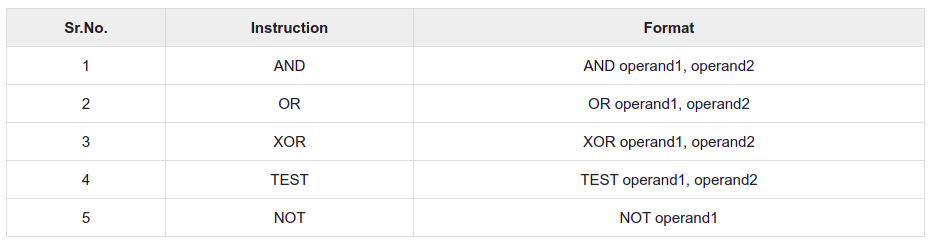 Sr.No. Instruction Format
1 AND AND operand1, operand2
2 OR OR operand1, operand2
3 XOR XOR operand1, operand2
4 TEST TEST operand1, operand2
5 NOT NOT operand1